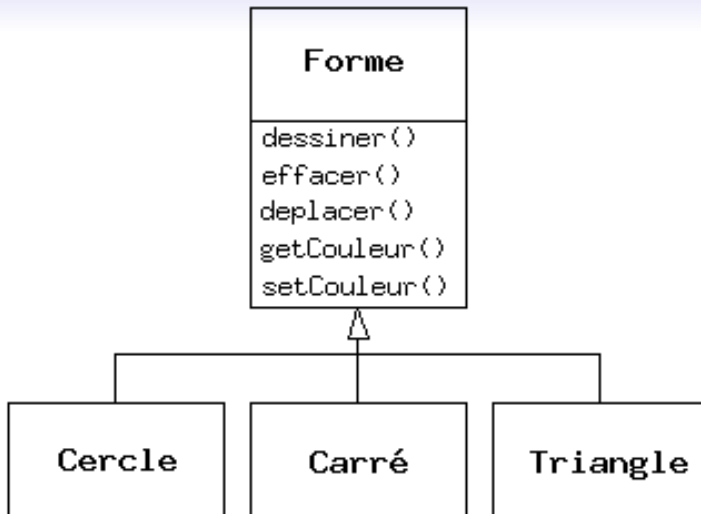 Forme
dessiner()
effacer()
deplacer()
getCouleur()
setCouleur()
Cercle
Carré
Triangle